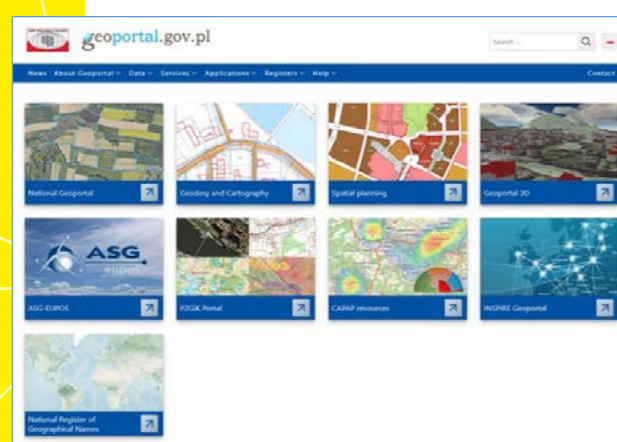 geoportal.gov.pl
Search...
News About Geoportal Data Services Applications Registers Help Contact
National Geoportal
Geodesy and Cartography
Spatial planning
Geoportal 3D
ASG
eupos
ASG-EUPOS
PZGiK Portal
CAPAP resources
INSPIRE Geoportal
National Register of
Geographical Names